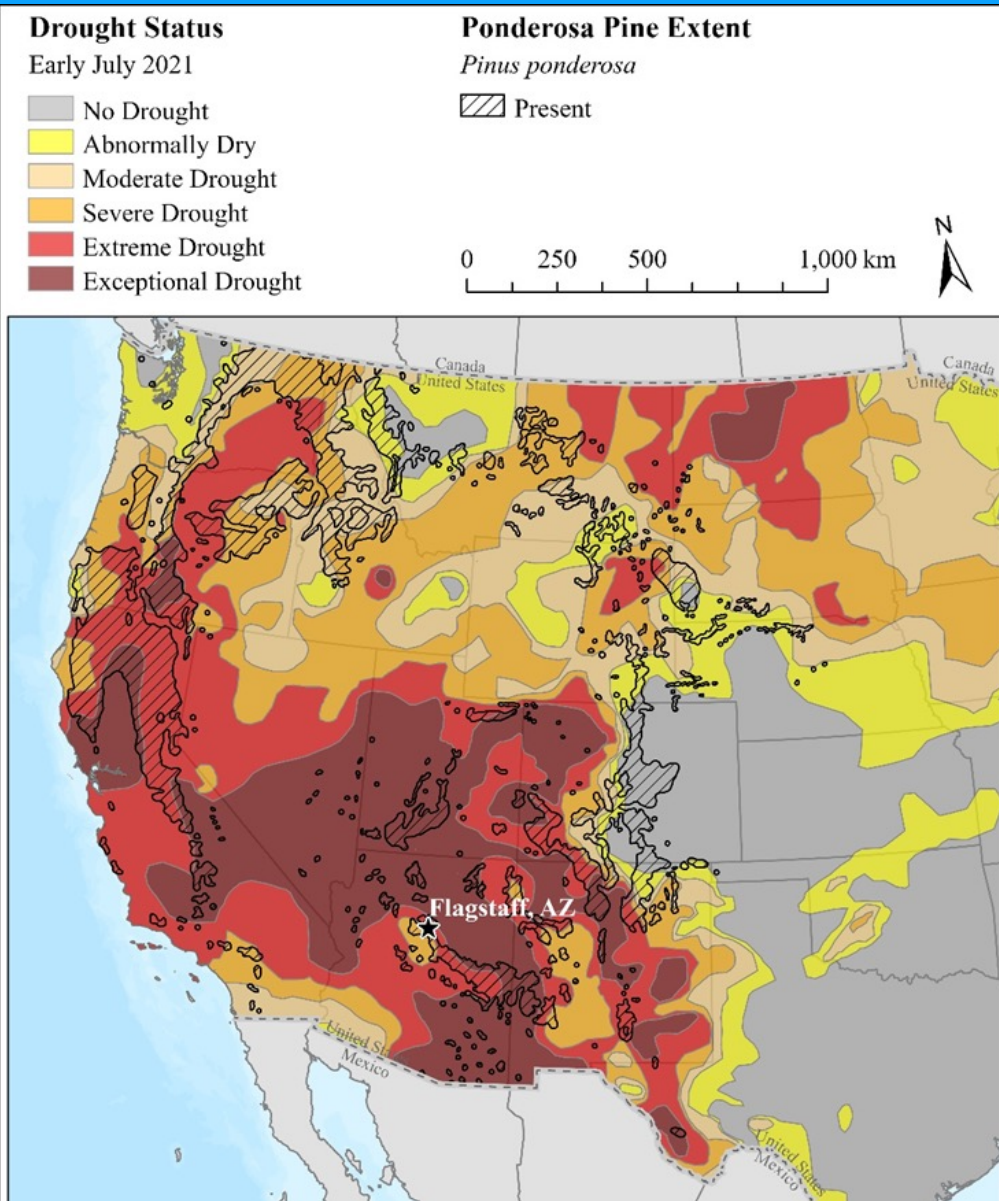 Drought Status
Early July 2021
No Drought
Abnormally Dry
Moderate Drought
Severe Drought
Extreme Drought
Exceptional Drought
Ponderosa Pine Extent
Pinus ponderosa
Present
0 250 500 1,000 km
N
Canada
United States
Canada
United States
Flagstaff, AZ
United Sta
Mexico
United States
Mexico